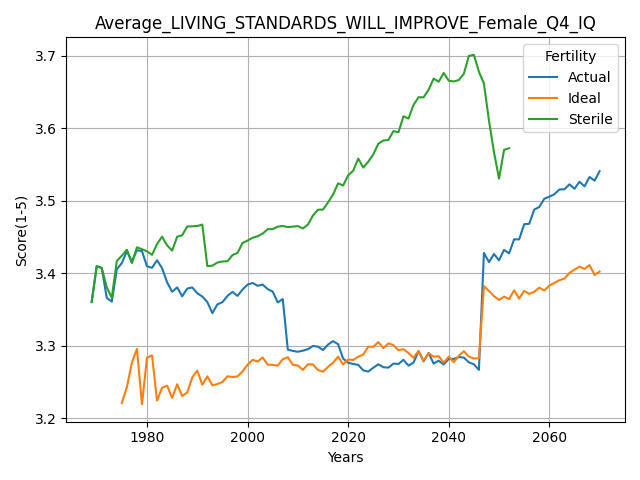 Average_LIVING_STANDARDS_WILL_IMPROVE_Female_Q4_IQ
Fertility
Actual
Ideal
Sterile
Score(1-5)
3.7
3.6
3.5
3.4
3.3
3.2
1980 2000 2020 2040 2060
Years